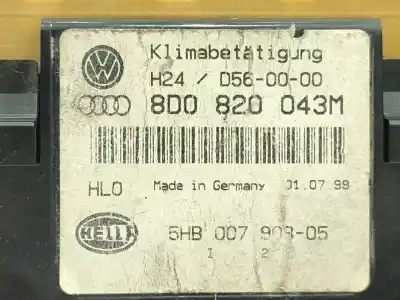 Klimabetätigung
H24 / D56-00-00
8D0 820 043M
HLO Made in Germany 01.07.99
HELLA 5HB 007 903-05
1 2